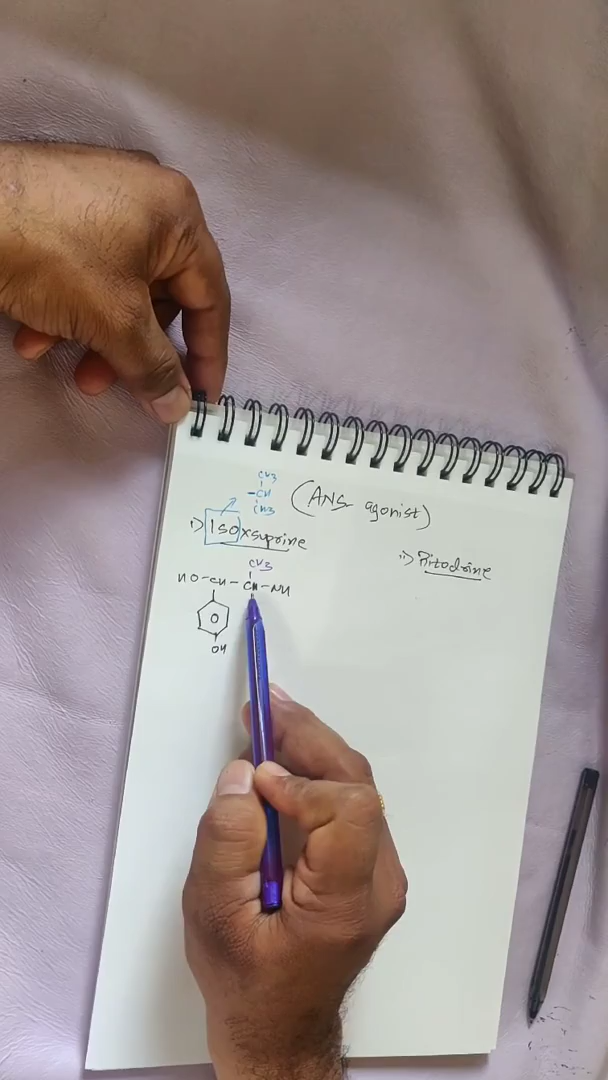 CH3
-CH
CH3
(ANS agonist)
i) Isoxsuprine
ii) Ritodrine
CH3
HO-CH-CH-NH
OH